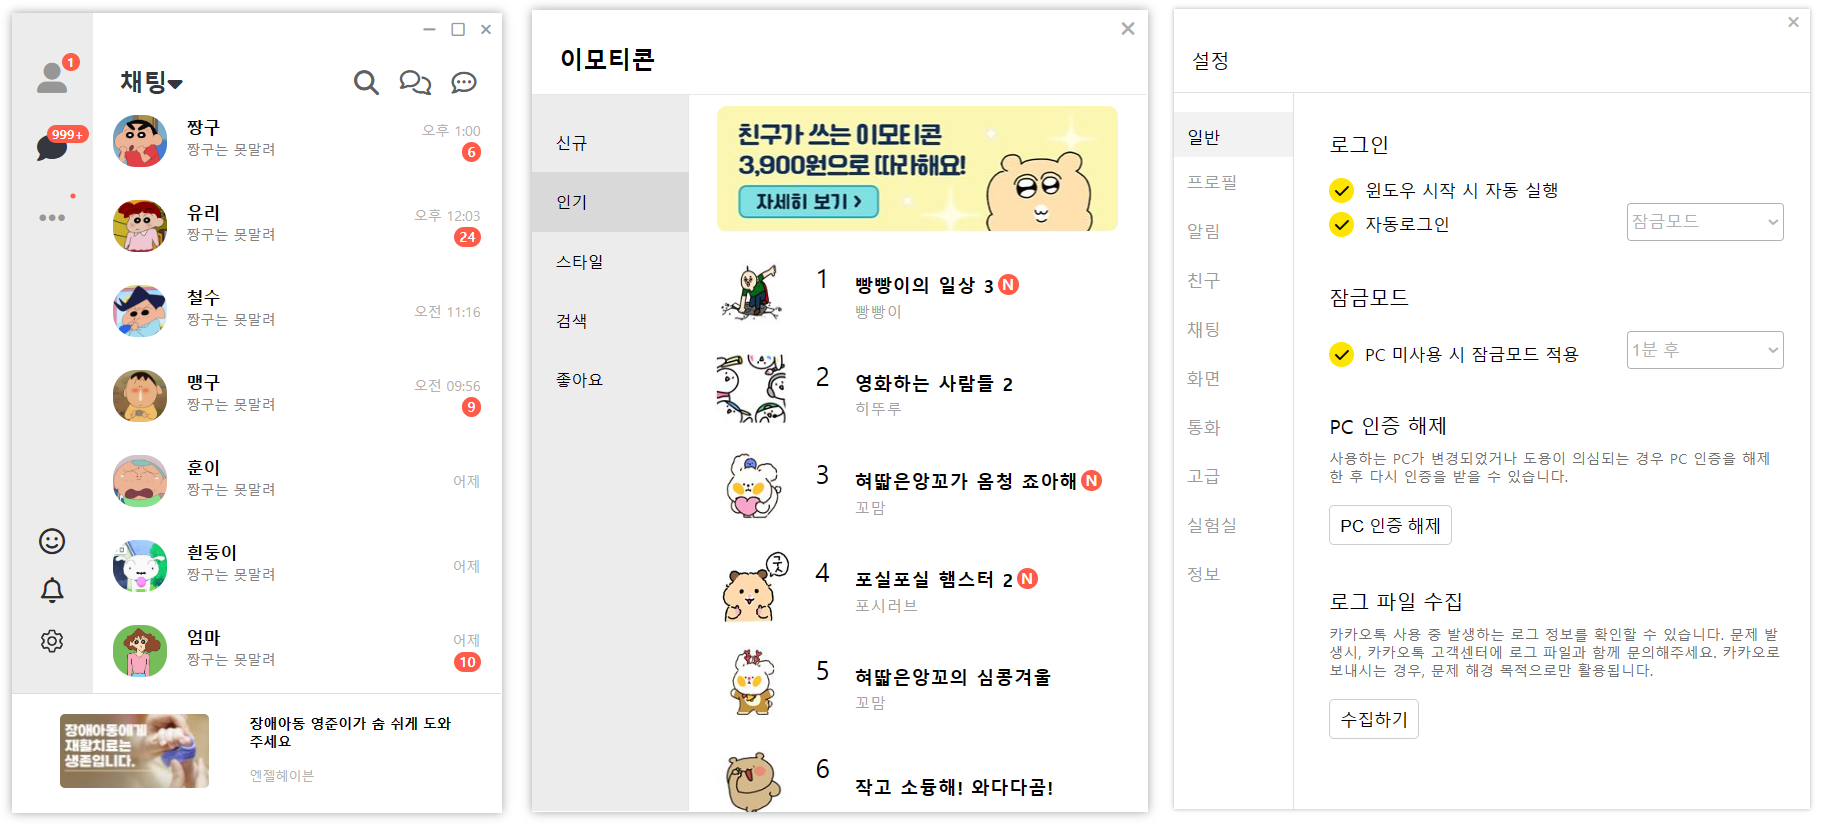 1
채팅
999+
짱구
짱구는 못말려
오후 1:00
6
유리
짱구는 못말려
오후 12:03
24
철수
짱구는 못말려
오전 11:16
맹구
짱구는 못말려
오전 09:56
9
훈이
짱구는 못말려
어제
흰둥이
짱구는 못말려
어제
엄마
짱구는 못말려
어제
10
장애아동에게
재활치료는
생존입니다.
장애아동 영준이가 숨 쉬게 도와
주세요
엔젤헤이븐
이모티콘
신규
인기
스타일
검색
좋아요
친구가 쓰는 이모티콘
3,900원으로 따라해요!
자세히 보기 >
1
빵빵이의 일상 3 N
빵빵이
2
영화하는 사람들 2
히뚜루
3
혀땳은앙꼬가 옴청 죠아해 N
꼬맘
굿
4
포실포실 햄스터 2 N
포시러브
5
혀땳은앙꼬의 심콩겨울
꼬맘
6
작고 소듕해! 와다다곰!
설정
일반
프로필
알림
친구
채팅
화면
통화
고급
실험실
정보
로그인
윈도우 시작 시 자동 실행
자동로그인
잠금모드
잠금모드
PC 미사용 시 잠금모드 적용
1분 후
PC 인증 해제
사용하는 PC가 변경되었거나 도용이 의심되는 경우 PC 인증을 해제
한 후 다시 인증을 받을 수 있습니다.
PC 인증 해제
로그 파일 수집
카카오톡 사용 중 발생하는 로그 정보를 확인할 수 있습니다. 문제 발
생시, 카카오톡 고객센터에 로그 파일과 함께 문의해주세요. 카카오로
보내시는 경우, 문제 해경 목적으로만 활용됩니다.
수집하기